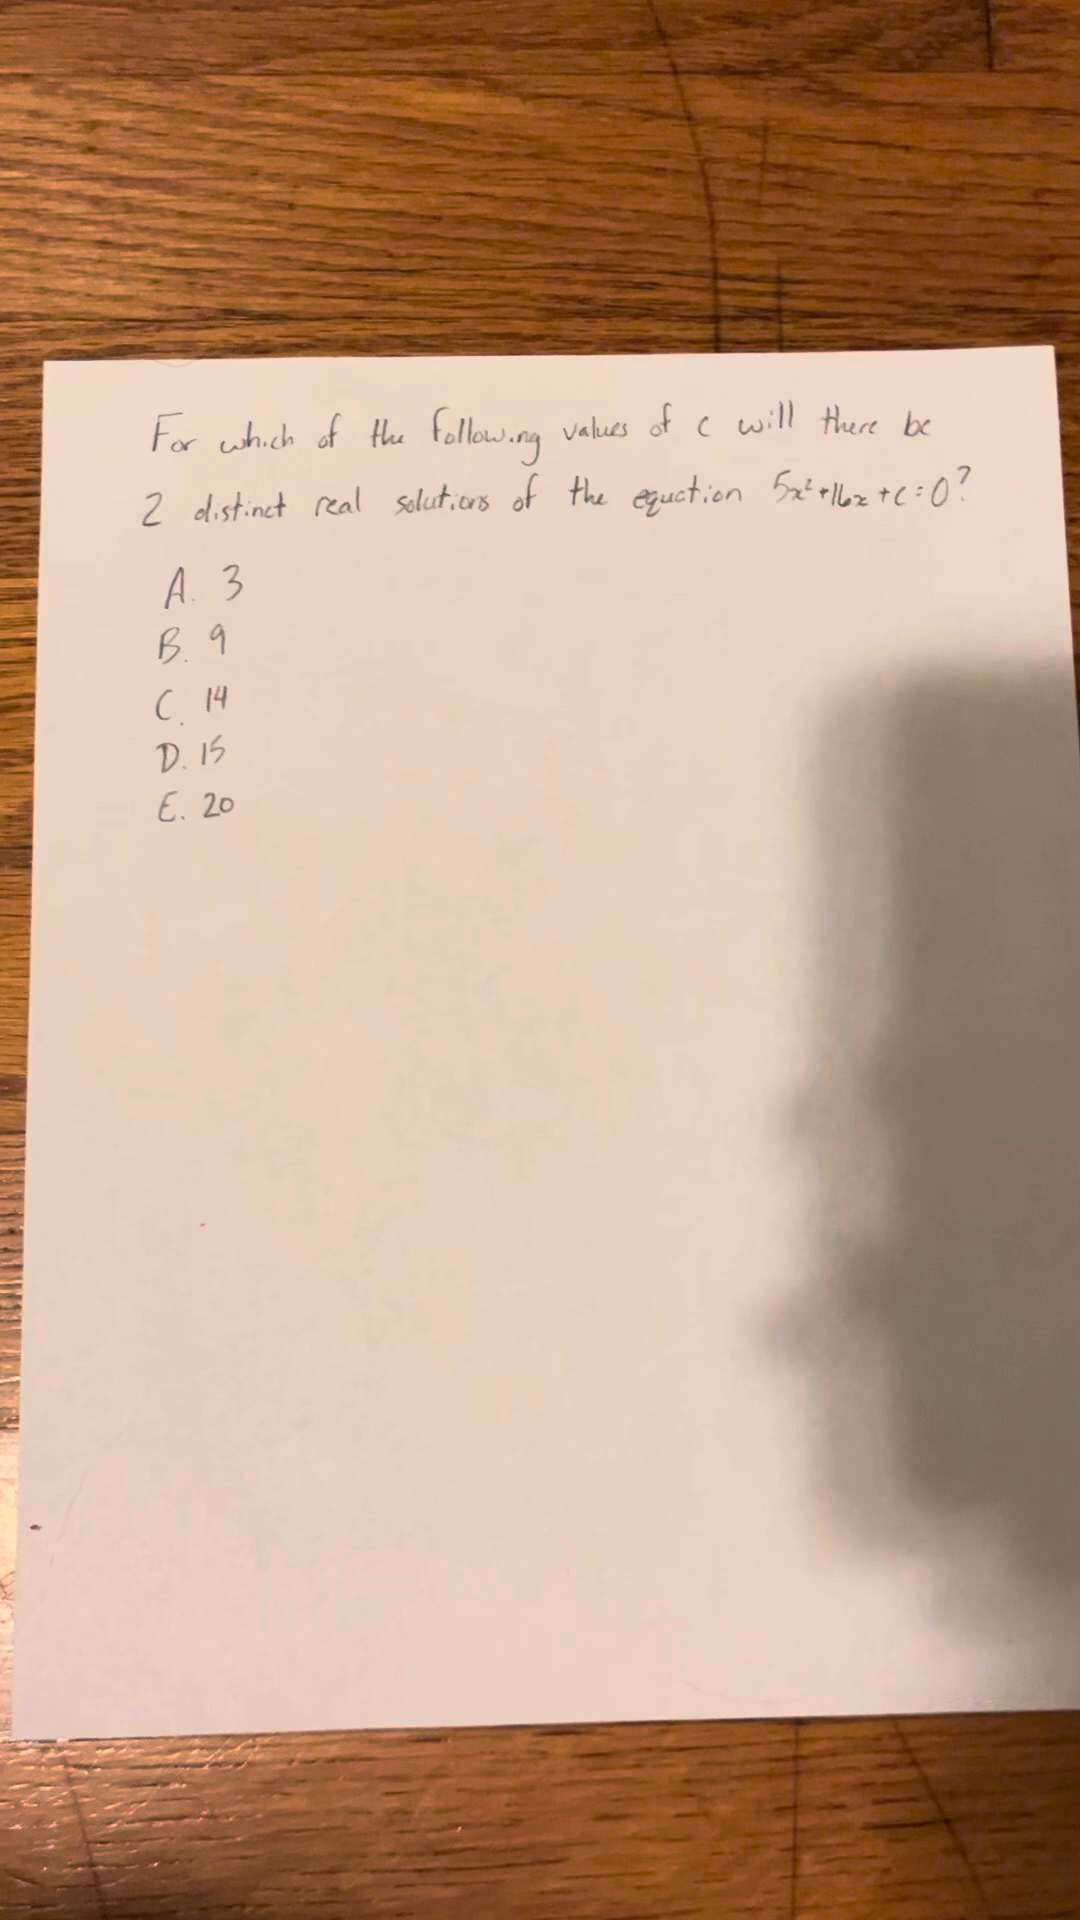 For which of the following values of c will there be
2 distinct real solutions of the equation 5x²+16x+c=0?
A. 3
B. 9
C. 14
D. 15
E. 20